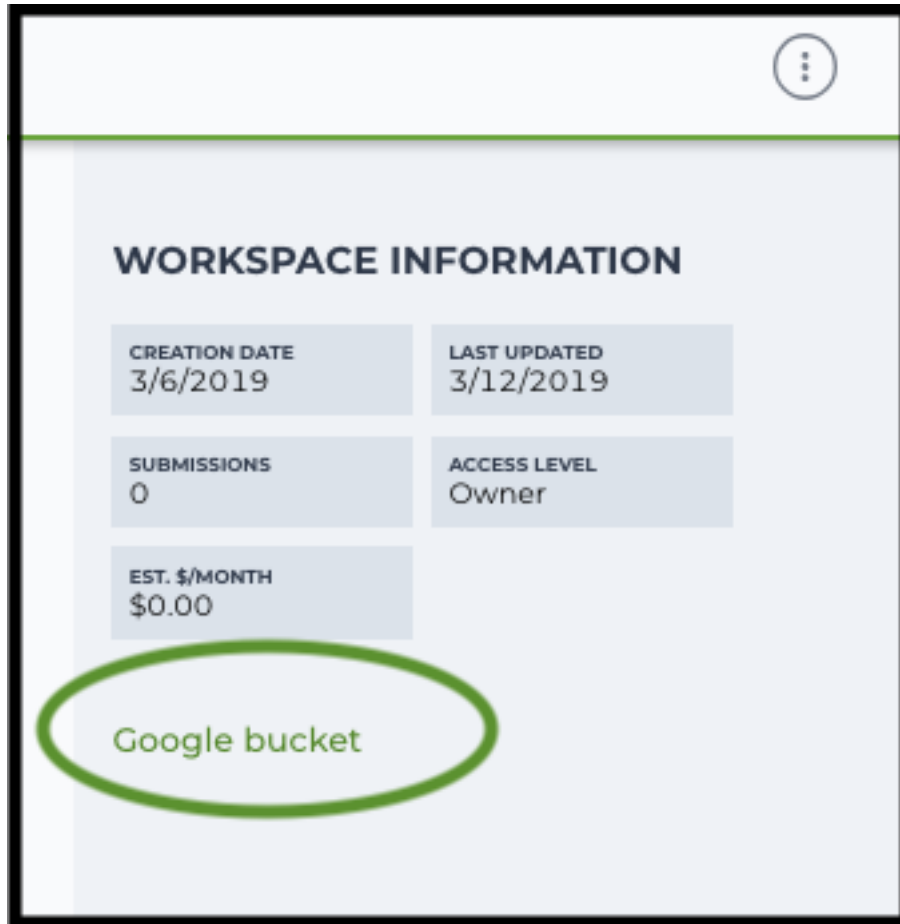 WORKSPACE INFORMATION
CREATION DATE
3/6/2019
LAST UPDATED
3/12/2019
SUBMISSIONS
0
ACCESS LEVEL
Owner
EST. $/MONTH
$0.00
Google bucket